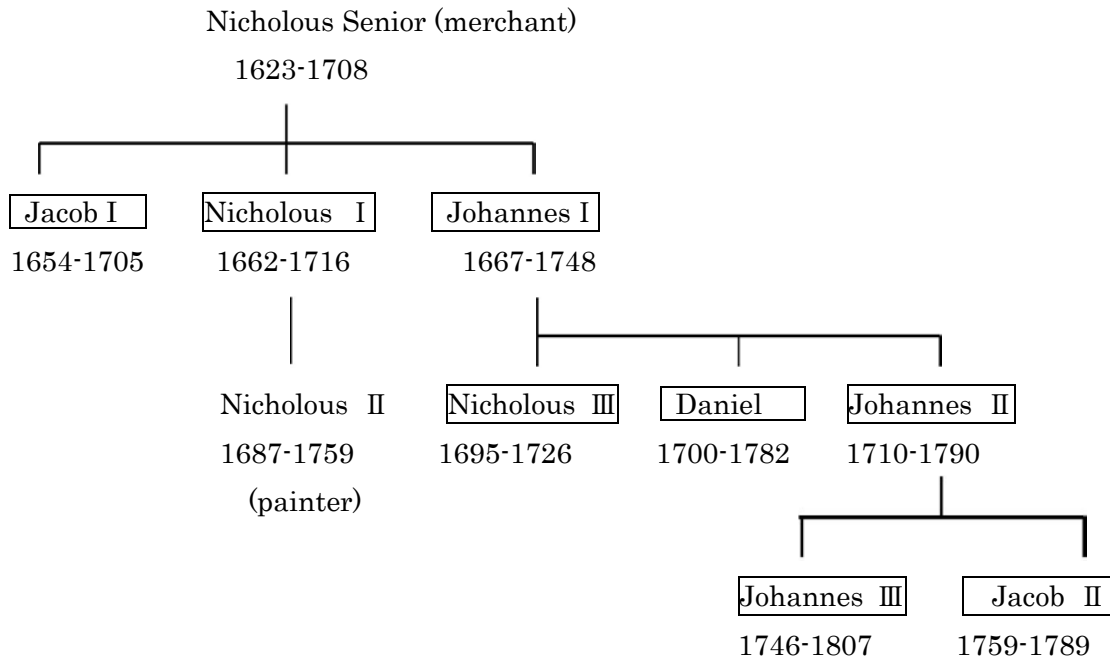 Nicholous Senior (merchant)
1623-1708
Jacob I Nicholous Ⅰ Johannes I
1654-1705 1662-1716 1667-1748
Nicholous Ⅱ Nicholous Ⅲ Daniel Johannes Ⅱ
1687-1759 1695-1726 1700-1782 1710-1790
(painter)
Johannes Ⅲ Jacob Ⅱ
1746-1807 1759-1789